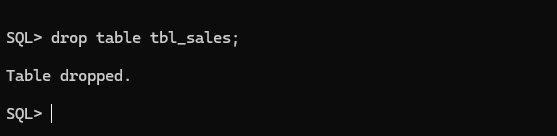 SQL> drop table tbl_sales;
Table dropped.
SQL>